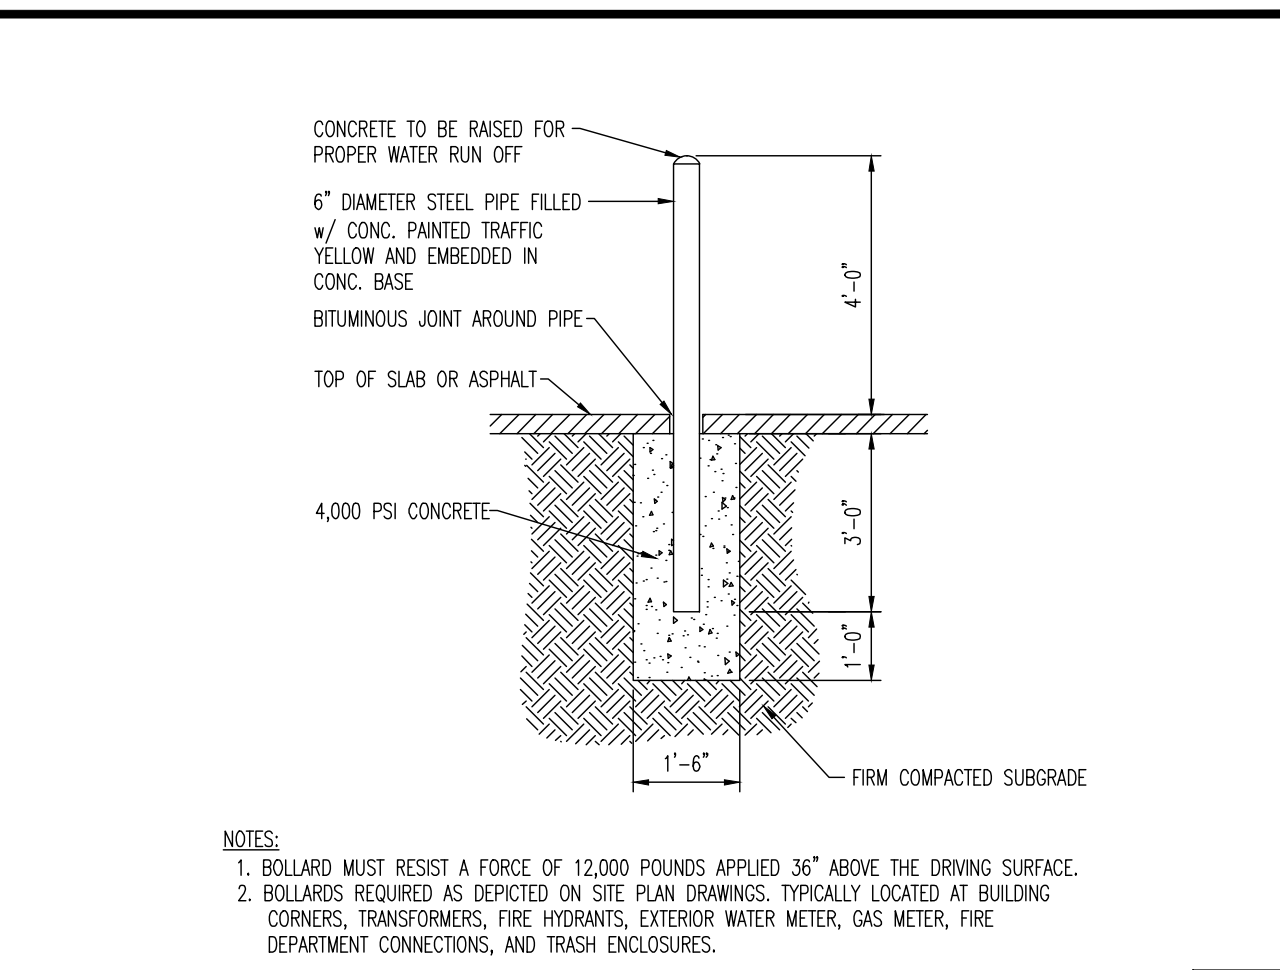 CONCRETE TO BE RAISED FOR
PROPER WATER RUN OFF
6" DIAMETER STEEL PIPE FILLED
w/ CONC. PAINTED TRAFFIC
YELLOW AND EMBEDDED IN
CONC. BASE
BITUMINOUS JOINT AROUND PIPE
TOP OF SLAB OR ASPHALT
4,000 PSI CONCRETE
4'-0"
3'-0"
1'-0"
1'-6"
FIRM COMPACTED SUBGRADE
NOTES:
1. BOLLARD MUST RESIST A FORCE OF 12,000 POUNDS APPLIED 36" ABOVE THE DRIVING SURFACE.
2. BOLLARDS REQUIRED AS DEPICTED ON SITE PLAN DRAWINGS. TYPICALLY LOCATED AT BUILDING
CORNERS, TRANSFORMERS, FIRE HYDRANTS, EXTERIOR WATER METER, GAS METER, FIRE
DEPARTMENT CONNECTIONS, AND TRASH ENCLOSURES.